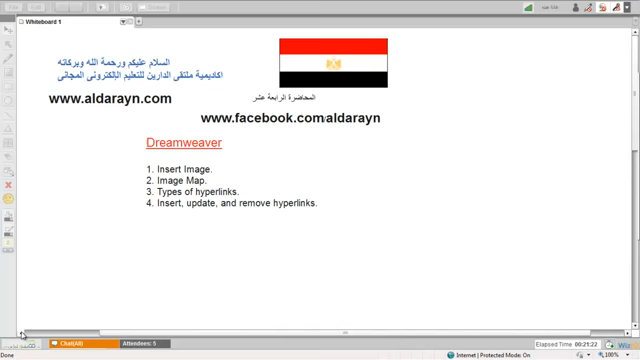 Whiteboard 1
السلام عليكم ورحمة الله وبركاته
اكاديمية ملتقى الدارين للتعليم الإلكترونى المجانى
www.aldarayn.com
المحاضرة الرابعة عشر
www.facebook.com/aldarayn
Dreamweaver
1. Insert Image.
2. Image Map.
3. Types of hyperlinks.
4. Insert, update, and remove hyperlinks.
Chat(All)
Attendees: 5
Elapsed Time : 00:21:22
Done
Internet | Protected Mode: On
100%